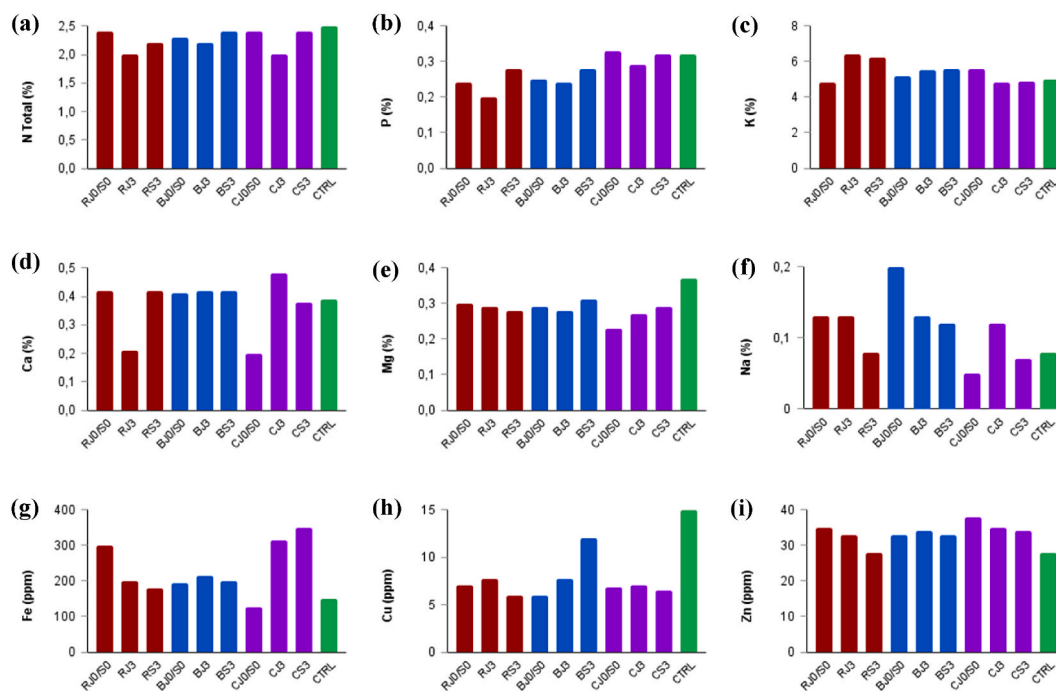 (a)
N Total (%)
2,5
2,0
1,5
1,0
0,5
0,0
RJ0/S0 RJ3 RS3 BJ0/S0 BJ3 BS3 CJ0/S0 CJ3 CS3 CTRL
(b)
P (%)
0,4
0,3
0,2
0,1
0,0
RJ0/S0 RJ3 RS3 BJ0/S0 BJ3 BS3 CJ0/S0 CJ3 CS3 CTRL
(c)
K (%)
8
6
4
2
0
RJ0/S0 RJ3 RS3 BJ0/S0 BJ3 BS3 CJ0/S0 CJ3 CS3 CTRL
(d)
Ca (%)
0,5
0,4
0,3
0,2
0,1
0,0
RJ0/S0 RJ3 RS3 BJ0/S0 BJ3 BS3 CJ0/S0 CJ3 CS3 CTRL
(e)
Mg (%)
0,4
0,3
0,2
0,1
0,0
RJ0/S0 RJ3 RS3 BJ0/S0 BJ3 BS3 CJ0/S0 CJ3 CS3 CTRL
(f)
Na (%)
0,2
0,1
0
RJ0/S0 RJ3 RS3 BJ0/S0 BJ3 BS3 CJ0/S0 CJ3 CS3 CTRL
(g)
Fe (ppm)
400
300
200
100
0
RJ0/S0 RJ3 RS3 BJ0/S0 BJ3 BS3 CJ0/S0 CJ3 CS3 CTRL
(h)
Cu (ppm)
15
10
5
0
RJ0/S0 RJ3 RS3 BJ0/S0 BJ3 BS3 CJ0/S0 CJ3 CS3 CTRL
(i)
Zn (ppm)
40
30
20
10
0
RJ0/S0 RJ3 RS3 BJ0/S0 BJ3 BS3 CJ0/S0 CJ3 CS3 CTRL